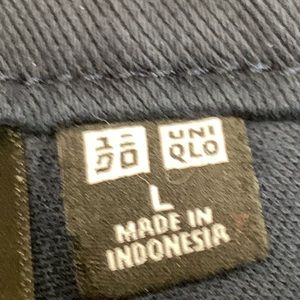 ユニ UNI
クロ QLO
L
MADE IN
INDONESIA